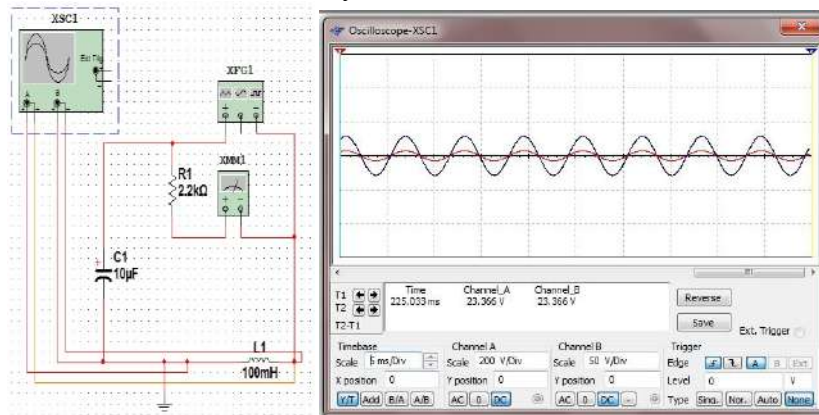 XSC1
Ext Trig
A
B
XFG1
XMM1
R1
2.2kΩ
C1
10µF
L1
100mH
Oscilloscope-XSC1
T1
T2
T2-T1
Time
Channel_A
Channel_B
225.033 ms
23.366 V
23.366 V
Reverse
Save
Ext. Trigger
Timebase
Scale 5 ms/Div
X position 0
Y/T Add B/A A/B
Channel A
Scale 200 V/Div
Y position 0
AC 0 DC
Channel B
Scale 50 V/Div
Y position 0
AC 0 DC -
Trigger
Edge A B Ext
Level 0 V
Type Sing. Nor. Auto None